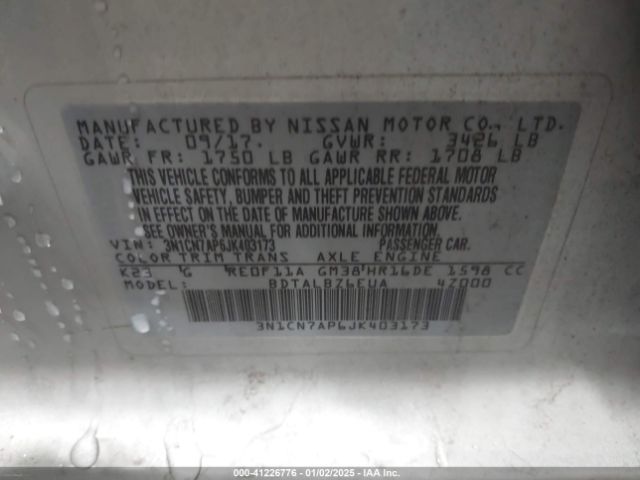 MANUFACTURED BY NISSAN MOTOR CO., LTD.
DATE: 09/17. GVWR: 3426 LB
GAWR FR: 1750 LB GAWR RR: 1708 LB
THIS VEHICLE CONFORMS TO ALL APPLICABLE FEDERAL MOTOR
VEHICLE SAFETY, BUMPER AND THEFT PREVENTION STANDARDS
IN EFFECT ON THE DATE OF MANUFACTURE SHOWN ABOVE.
SEE OWNER'S MANUAL FOR ADDITIONAL INFORMATION.
VIN: 3N1CN7AP6JK403173 PASSENGER CAR.
COLOR TRIM TRANS AXLE ENGINE
K23 G RE0F11A GM38 HR16DE 1598 CC
MODEL: BDTALBZ6EUA 4Z000
3N1CN7AP6JK403173
000-41226776 - 01/02/2025 - IAA Inc.